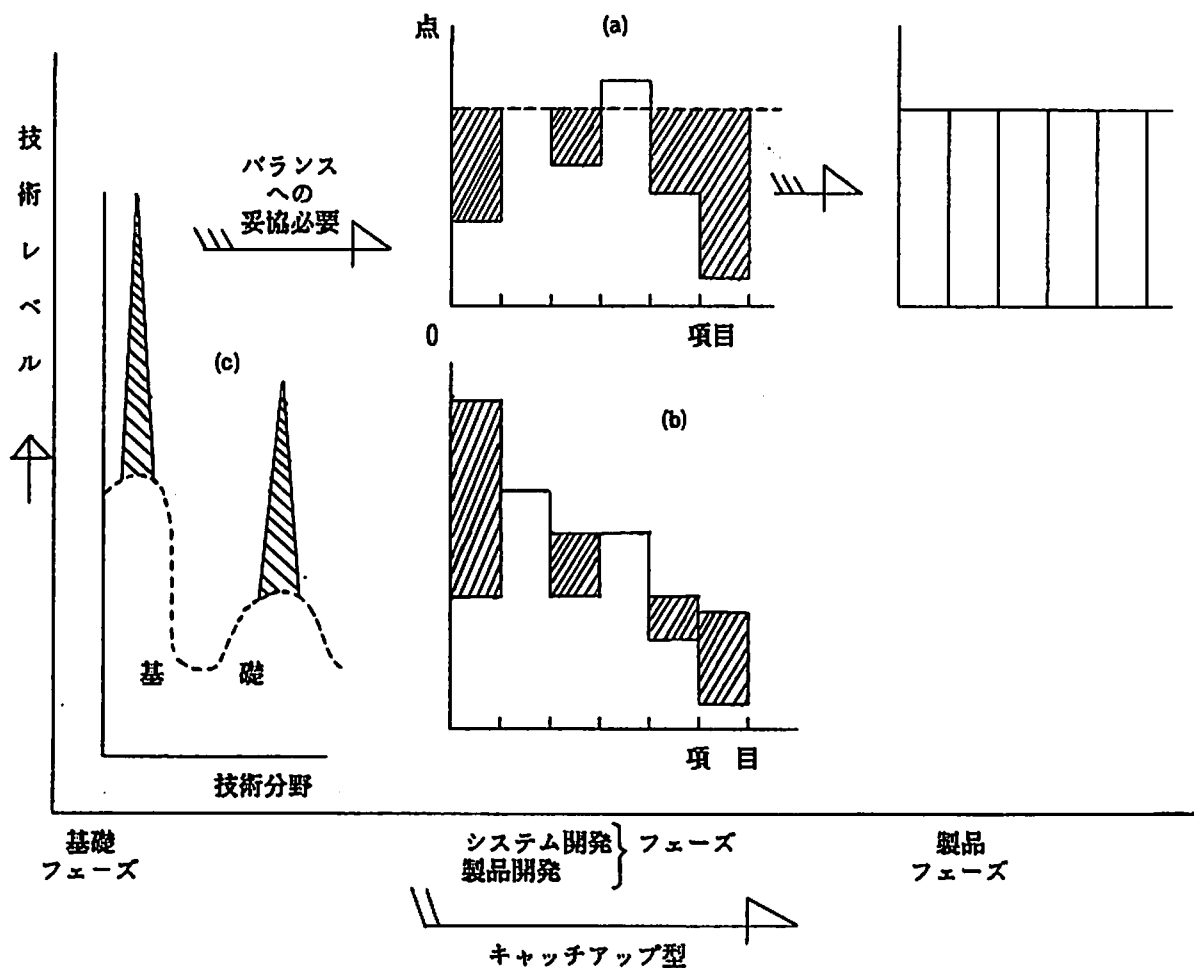 技術レベル
(c)
基礎
技術分野
バランス
への
妥協必要
点
(a)
0
項目
(b)
項目
基礎
フェーズ
システム開発
製品開発
} フェーズ
製品
フェーズ
キャッチアップ型